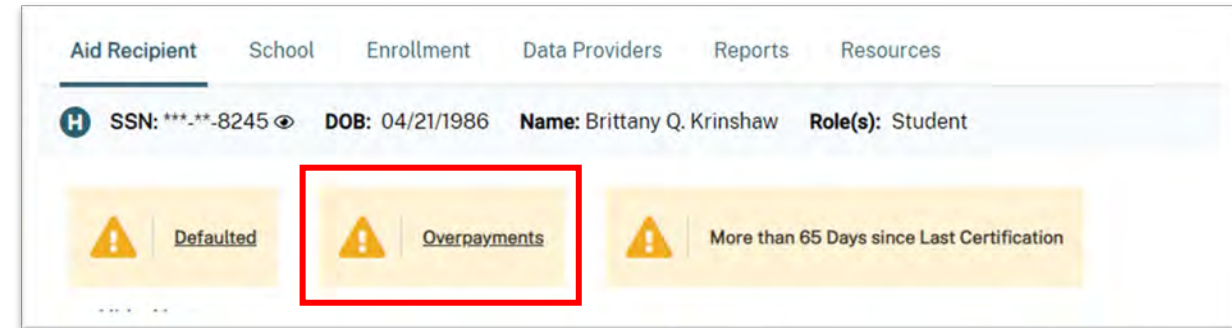 Aid Recipient School Enrollment Data Providers Reports Resources
H SSN: ***-**-8245 DOB: 04/21/1986 Name: Brittany Q. Krinshaw Role(s): Student
Defaulted Overpayments More than 65 Days since Last Certification